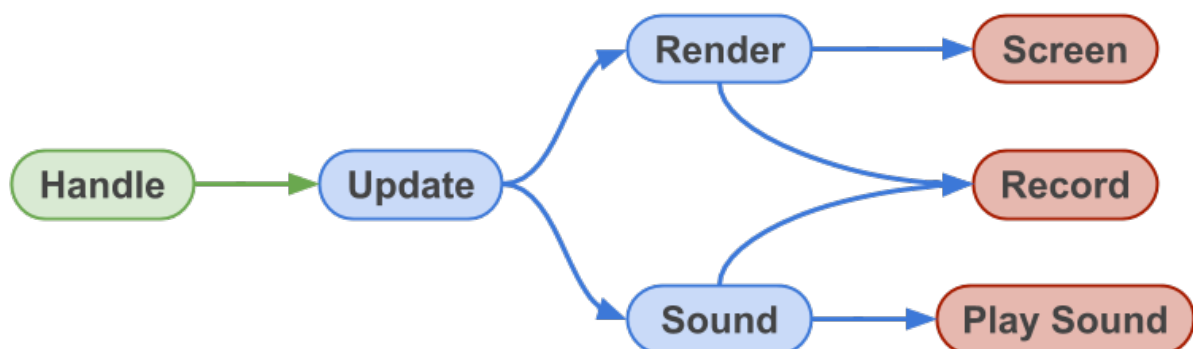 Render
Screen
Handle
Update
Record
Sound
Play Sound